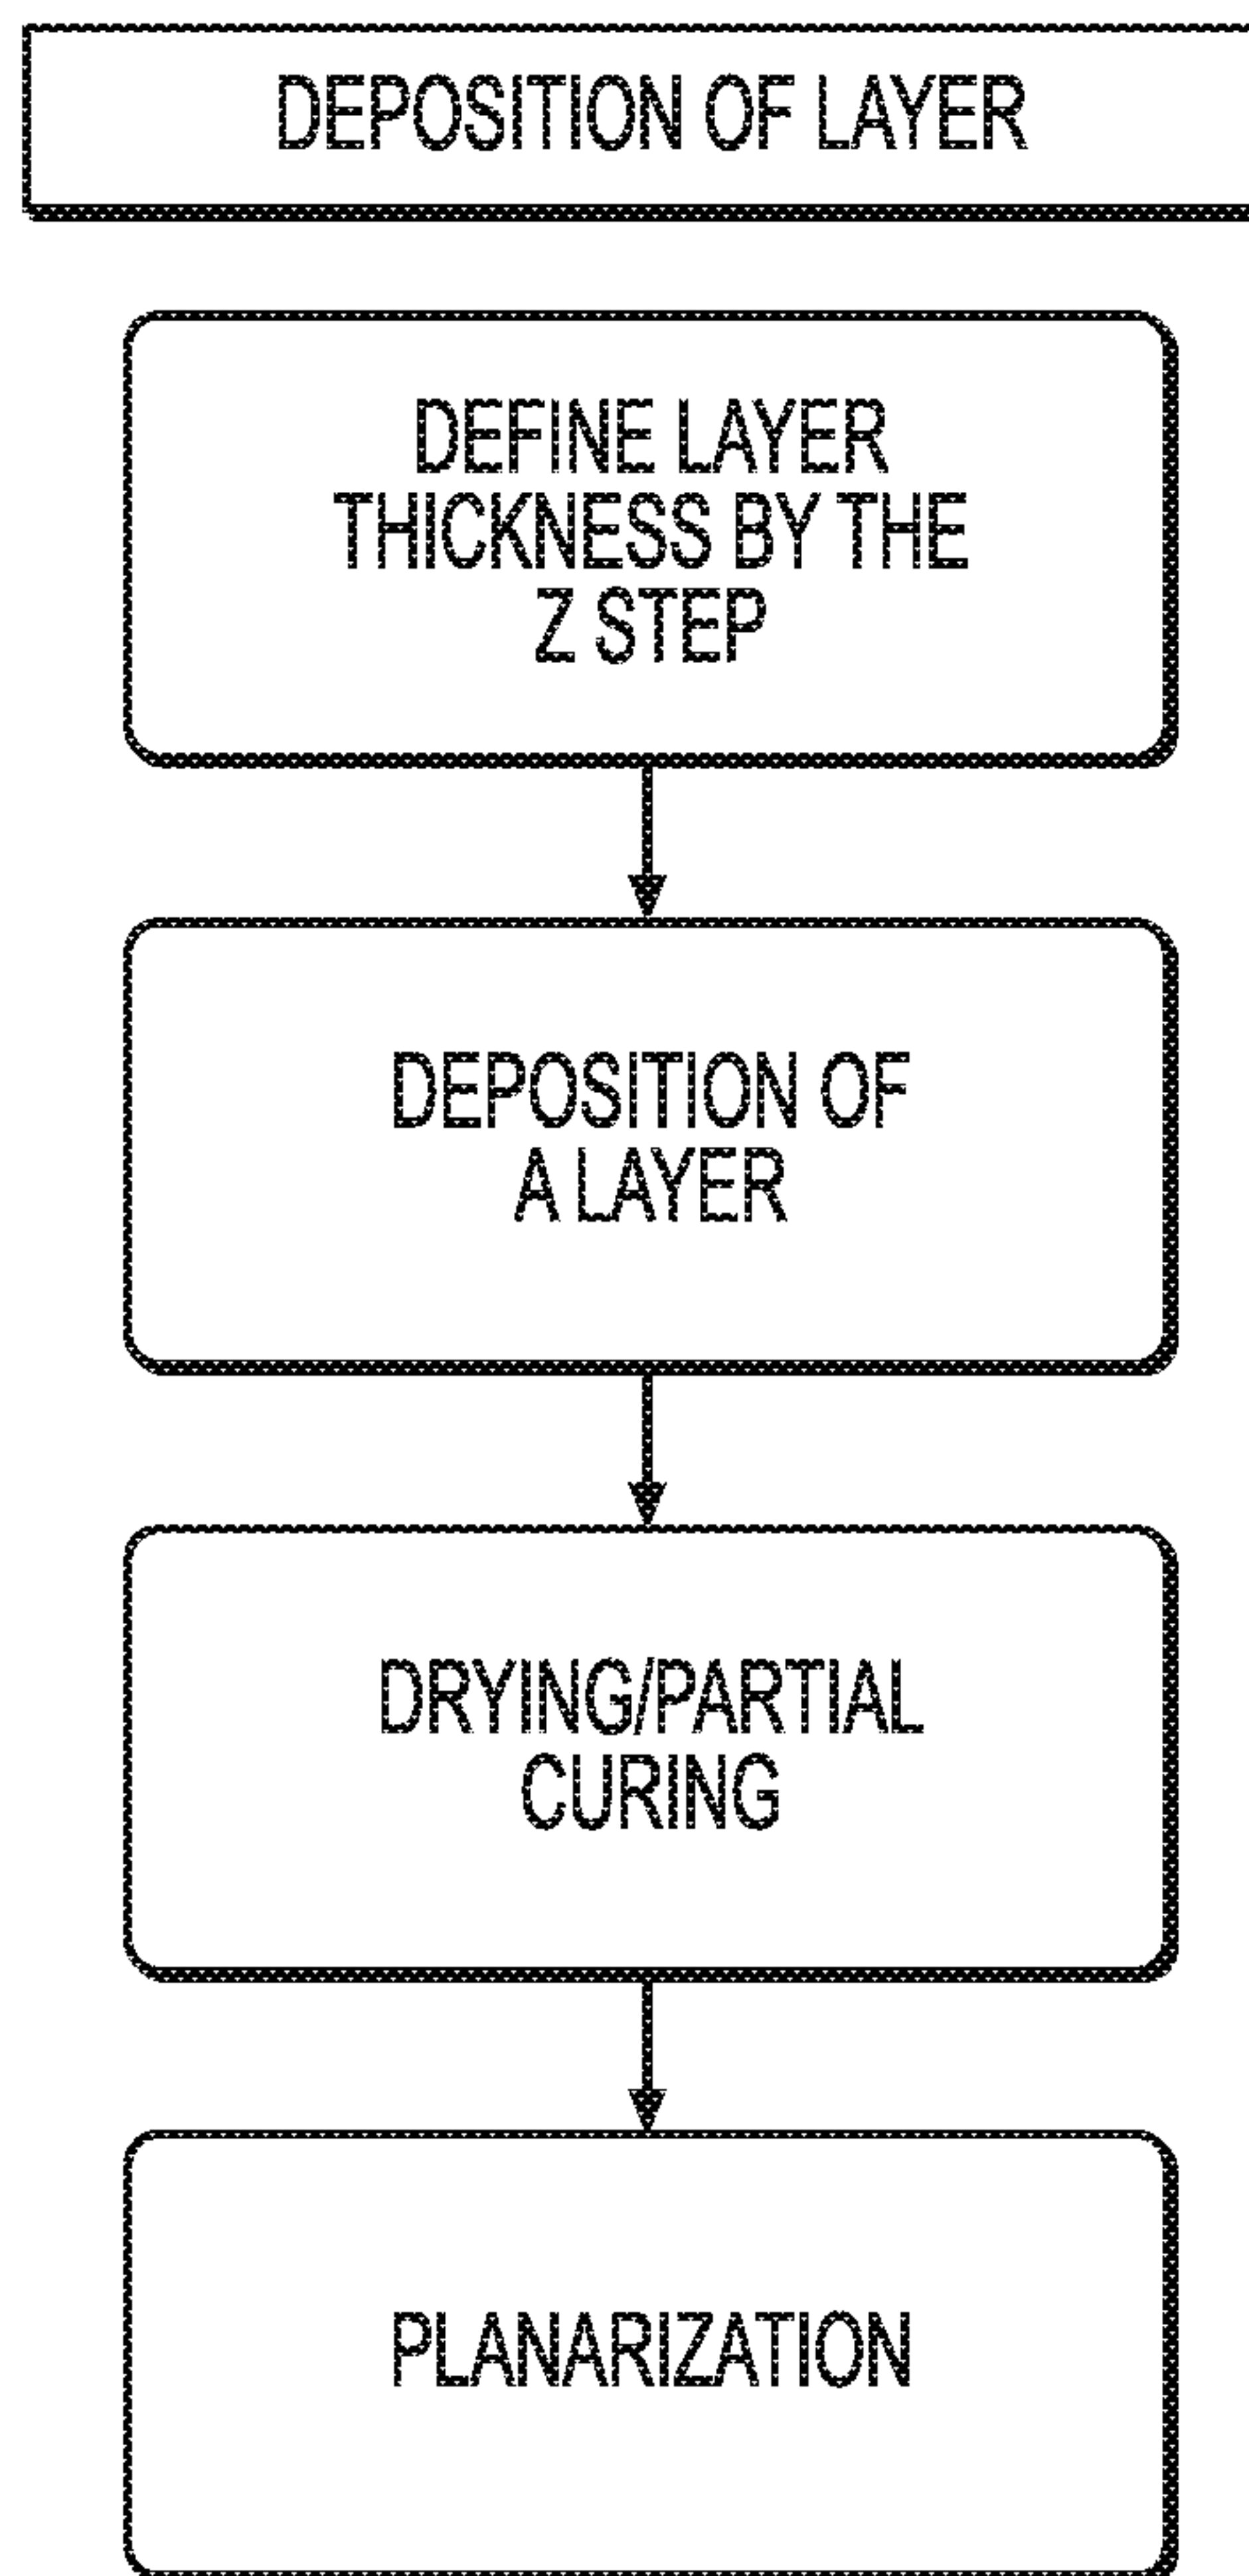 DEPOSITION OF LAYER
DEFINE LAYER
THICKNESS BY THE
Z STEP
DEPOSITION OF
A LAYER
DRYING/PARTIAL
CURING
PLANARIZATION